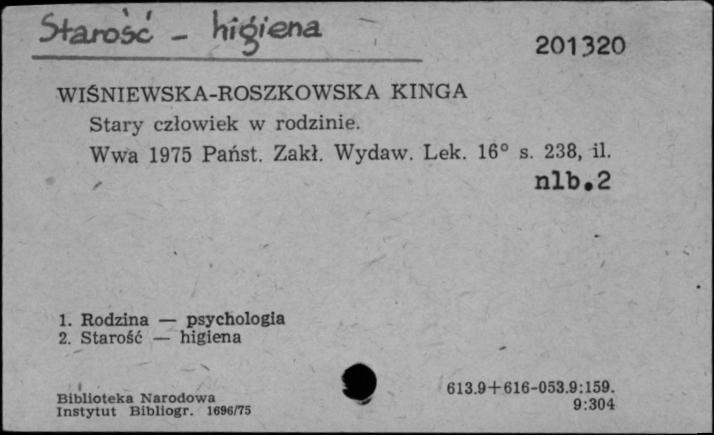 Starość - higiena
201320
WIŚNIEWSKA-ROSZKOWSKA KINGA
Stary człowiek w rodzinie.
Wwa 1975 Państ. Zakł. Wydaw. Lek. 16° s. 238, il.
nlb.2
1. Rodzina — psychologia
2. Starość — higiena
Biblioteka Narodowa
Instytut Bibliogr. 1696/75
613.9+616-053.9:159.
9:304